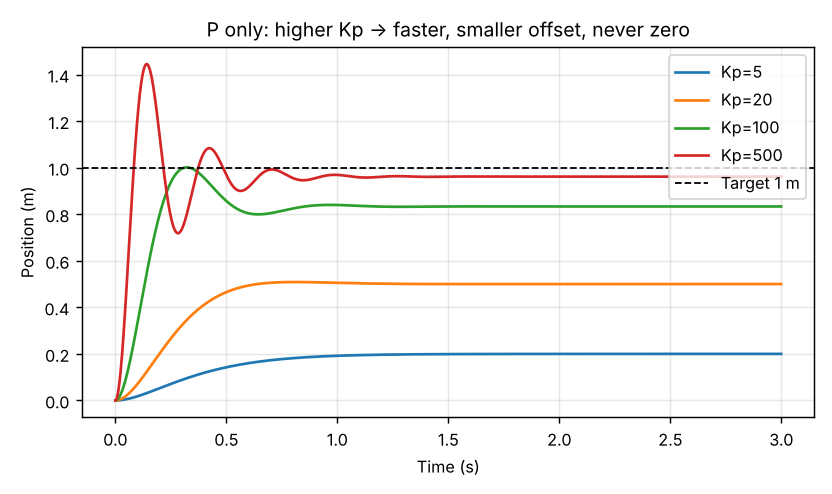 P only: higher Kp → faster, smaller offset, never zero
Kp=5
Kp=20
Kp=100
Kp=500
Target 1 m
Position (m)
1.4
1.2
1.0
0.8
0.6
0.4
0.2
0.0
0.0 0.5 1.0 1.5 2.0 2.5 3.0
Time (s)